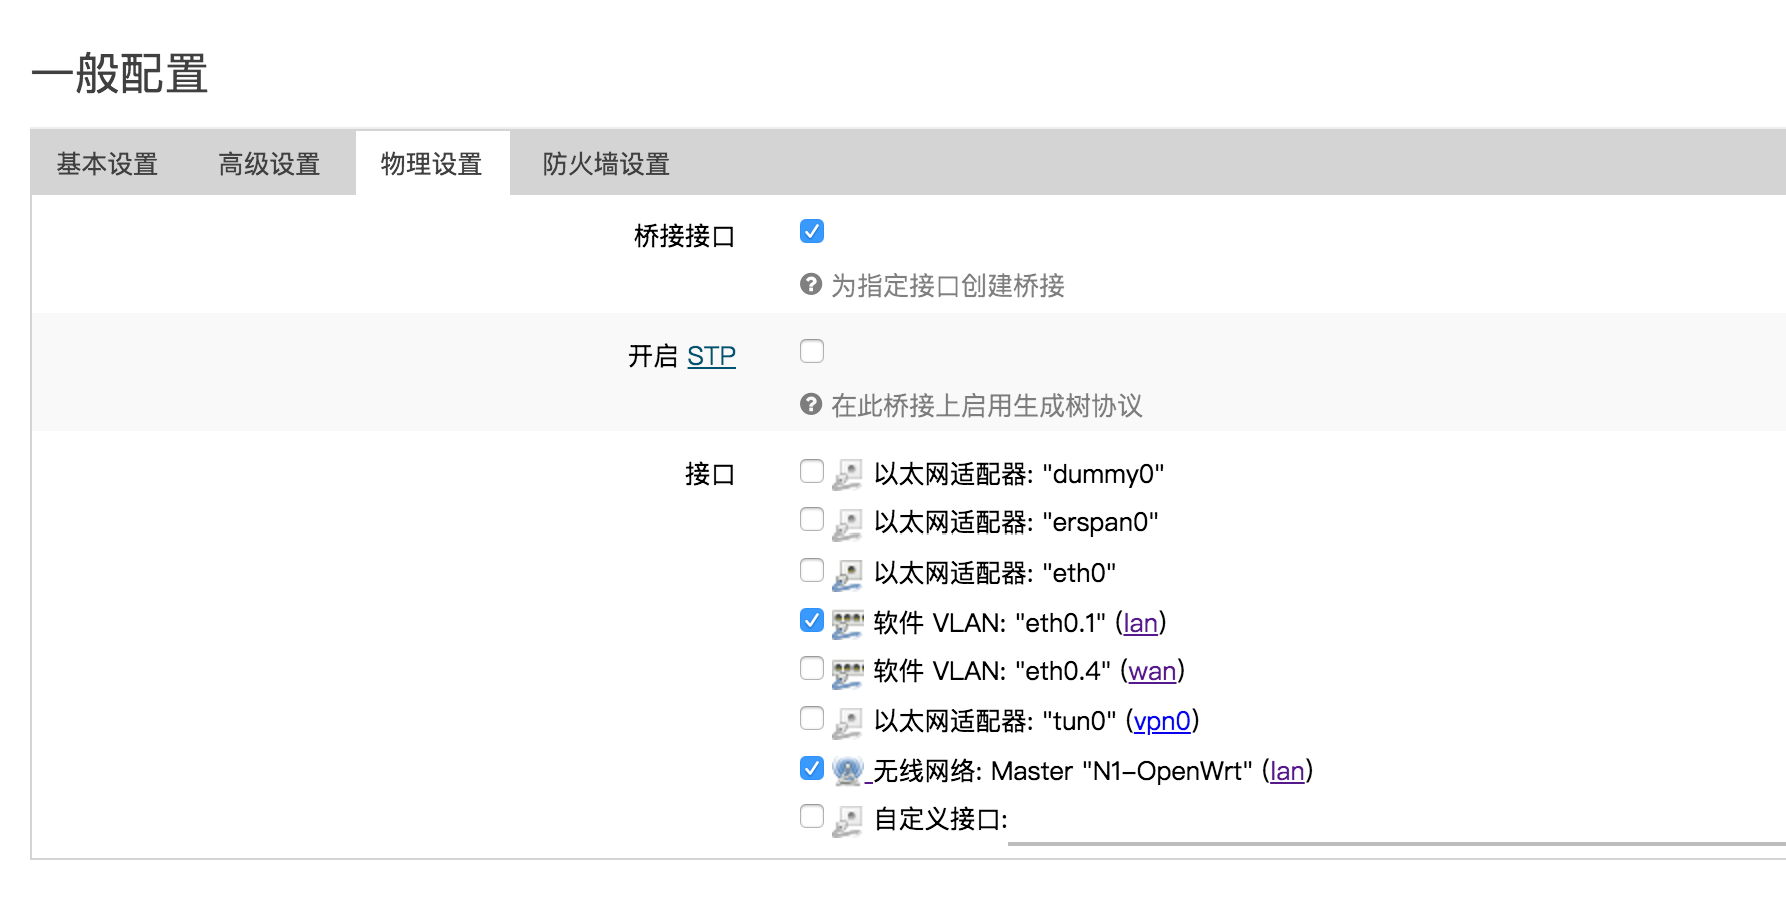 一般配置
基本设置 高级设置 物理设置 防火墙设置
桥接接口
为指定接口创建桥接
开启 STP
在此桥接上启用生成树协议
接口
以太网适配器: "dummy0"
以太网适配器: "erspan0"
以太网适配器: "eth0"
软件 VLAN: "eth0.1" (lan)
软件 VLAN: "eth0.4" (wan)
以太网适配器: "tun0" (vpn0)
无线网络: Master "N1-OpenWrt" (lan)
自定义接口: